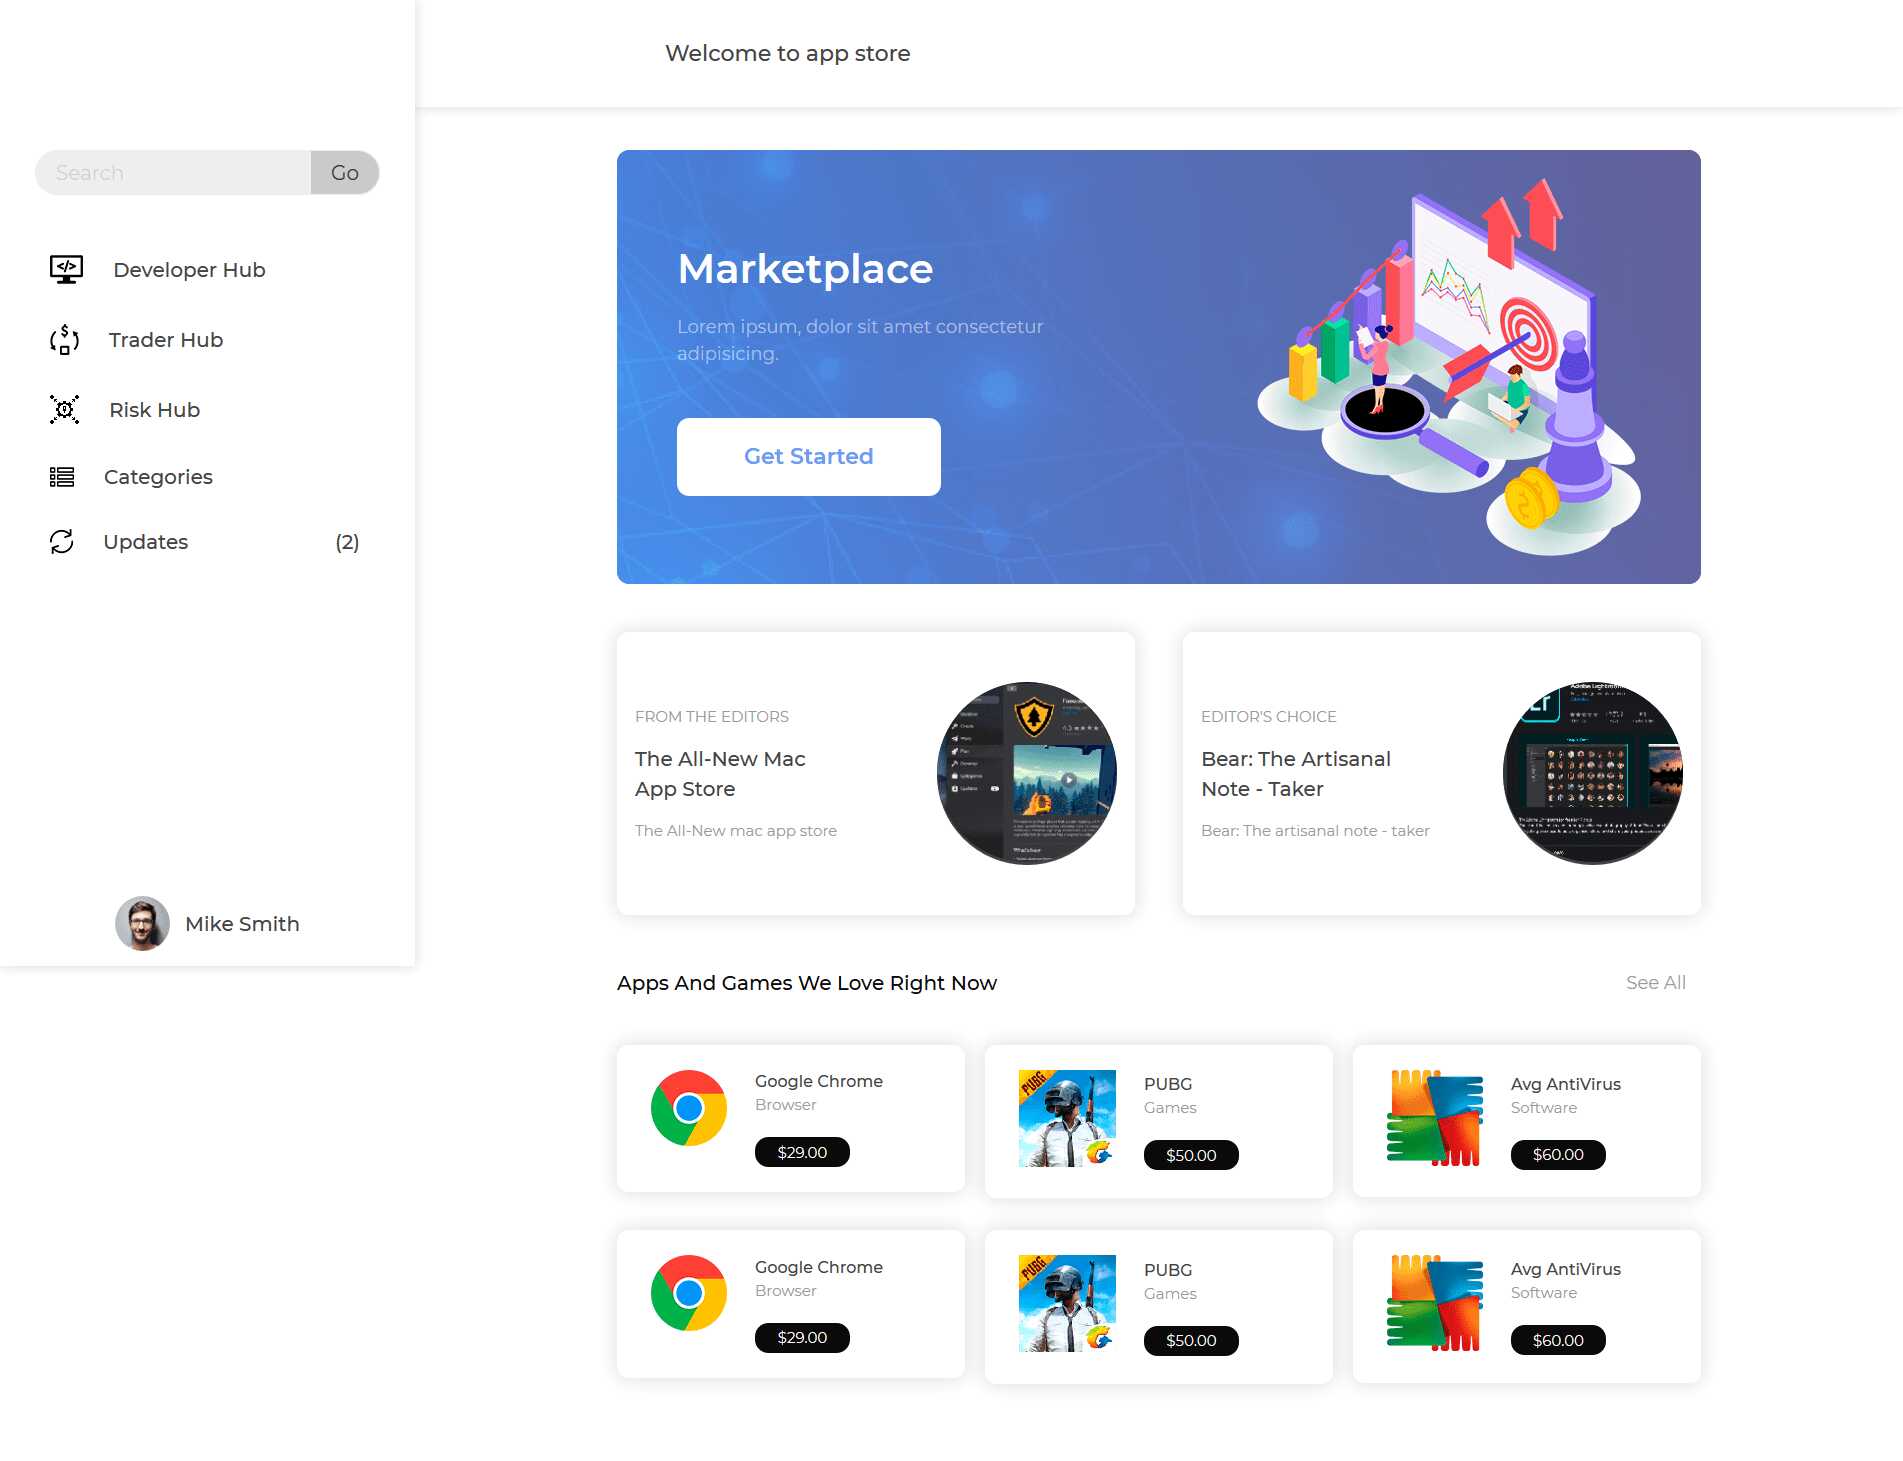 Welcome to app store
Search
Go
Developer Hub
Trader Hub
Risk Hub
Categories
Updates
(2)
Mike Smith
Marketplace
Lorem ipsum, dolor sit amet consectetur
adipisicing.
Get Started
FROM THE EDITORS
The All-New Mac
App Store
The All-New mac app store
EDITOR'S CHOICE
Bear: The Artisanal
Note - Taker
Bear: The artisanal note - taker
Apps And Games We Love Right Now
See All
Google Chrome
Browser
$29.00
PUBG
PUBG
Games
$50.00
Avg AntiVirus
Software
$60.00
Google Chrome
Browser
$29.00
PUBG
PUBG
Games
$50.00
Avg AntiVirus
Software
$60.00